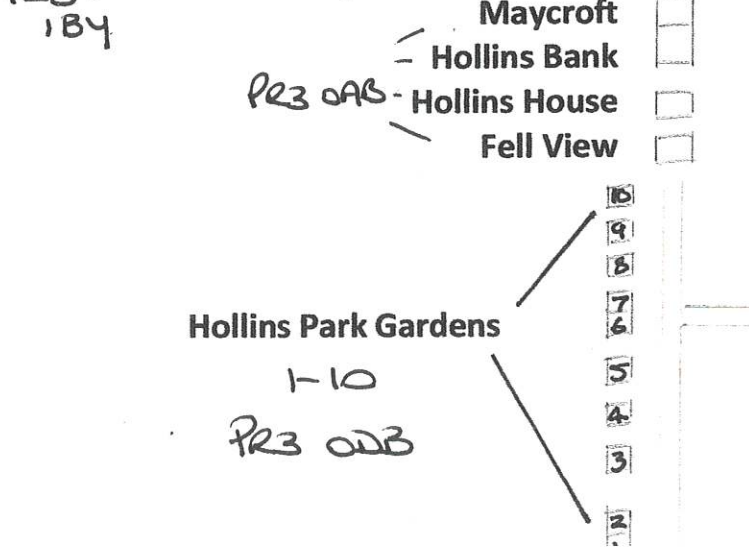 1BY
Maycroft
Hollins Bank
PR3 0AB - Hollins House
Fell View
10
9
8
7
6
Hollins Park Gardens
5
1-10
4
PR3 0DB
3
2